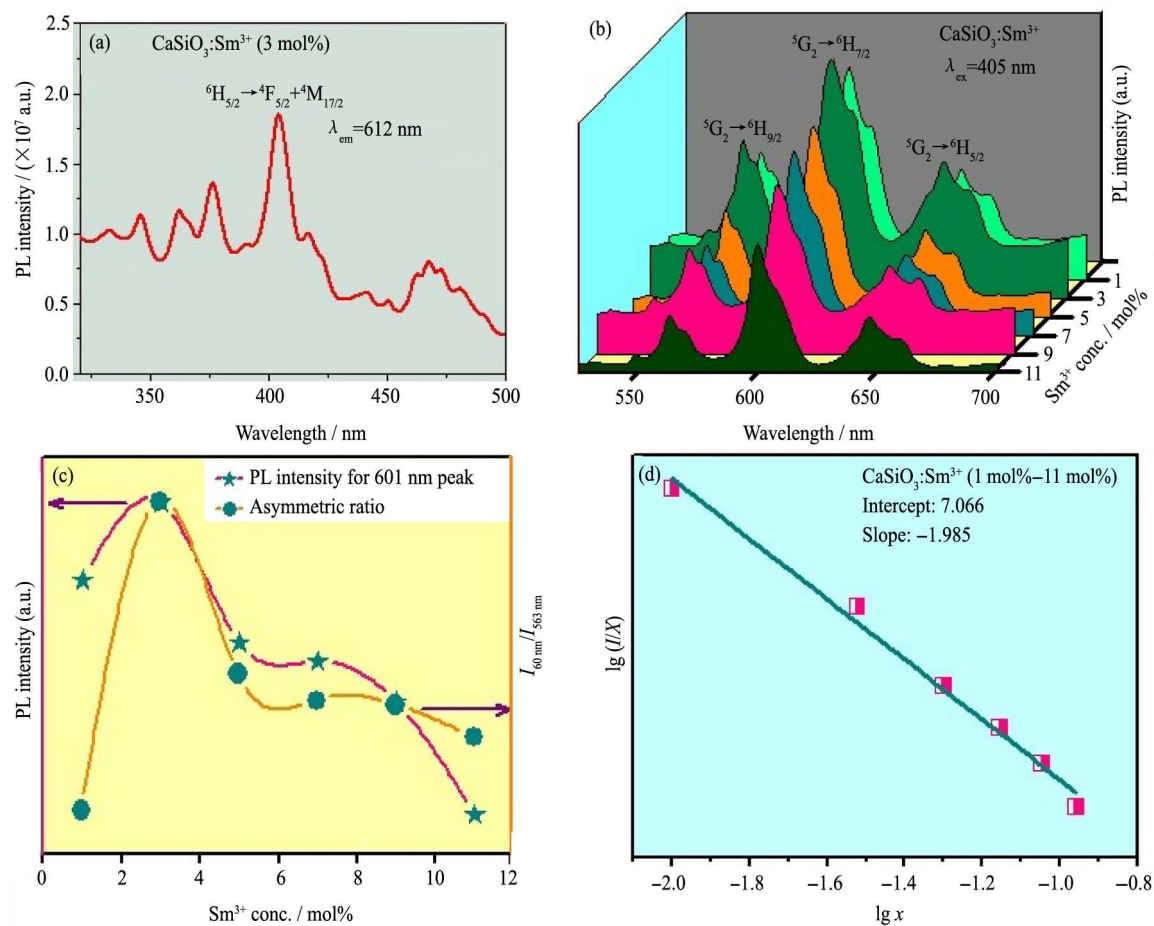 (a)
CaSiO₃:Sm³⁺ (3 mol%)
⁶H₅/₂→⁴F₅/₂+⁴M₁₇/₂
λem=612 nm
PL intensity / (×10⁷ a.u.)
2.5
2.0
1.5
1.0
0.5
0.0
350
400
450
500
Wavelength / nm
(b)
CaSiO₃:Sm³⁺
λex=405 nm
⁵G₂→⁶H₇/₂
⁵G₂→⁶H₉/₂
⁵G₂→⁶H₅/₂
PL intensity (a.u.)
1
3
5
7
9
11
Sm³⁺ conc. / mol%
550
600
650
700
Wavelength / nm
(c)
PL intensity for 601 nm peak
Asymmetric ratio
PL intensity (a.u.)
I60 nm/I563 nm
0
2
4
6
8
10
12
Sm³⁺ conc. / mol%
(d)
CaSiO₃:Sm³⁺ (1 mol%–11 mol%)
Intercept: 7.066
Slope: –1.985
lg (I/X)
–2.0
–1.8
–1.6
–1.4
–1.2
–1.0
–0.8
lg x